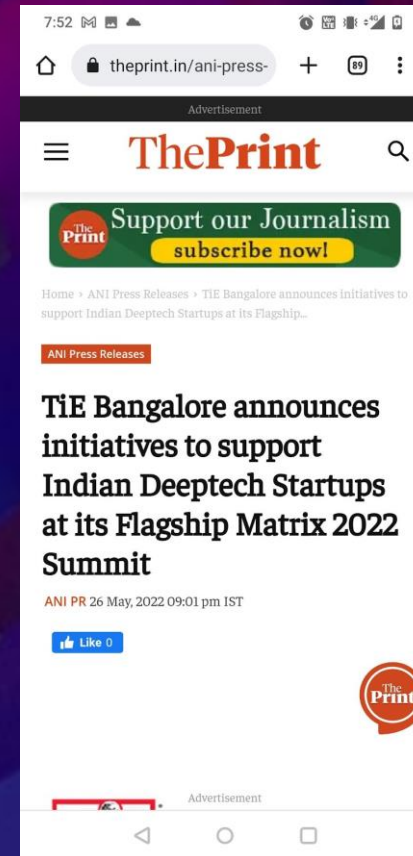 7:52
4G
theprint.in/ani-press-
89
Advertisement
ThePrint
The Print
Support our Journalism
subscribe now!
Home › ANI Press Releases › TiE Bangalore announces initiatives to
support Indian Deeptech Startups at its Flagship...
ANI Press Releases
TiE Bangalore announces
initiatives to support
Indian Deeptech Startups
at its Flagship Matrix 2022
Summit
ANI PR 26 May, 2022 09:01 pm IST
Like 0
The
Print
Advertisement